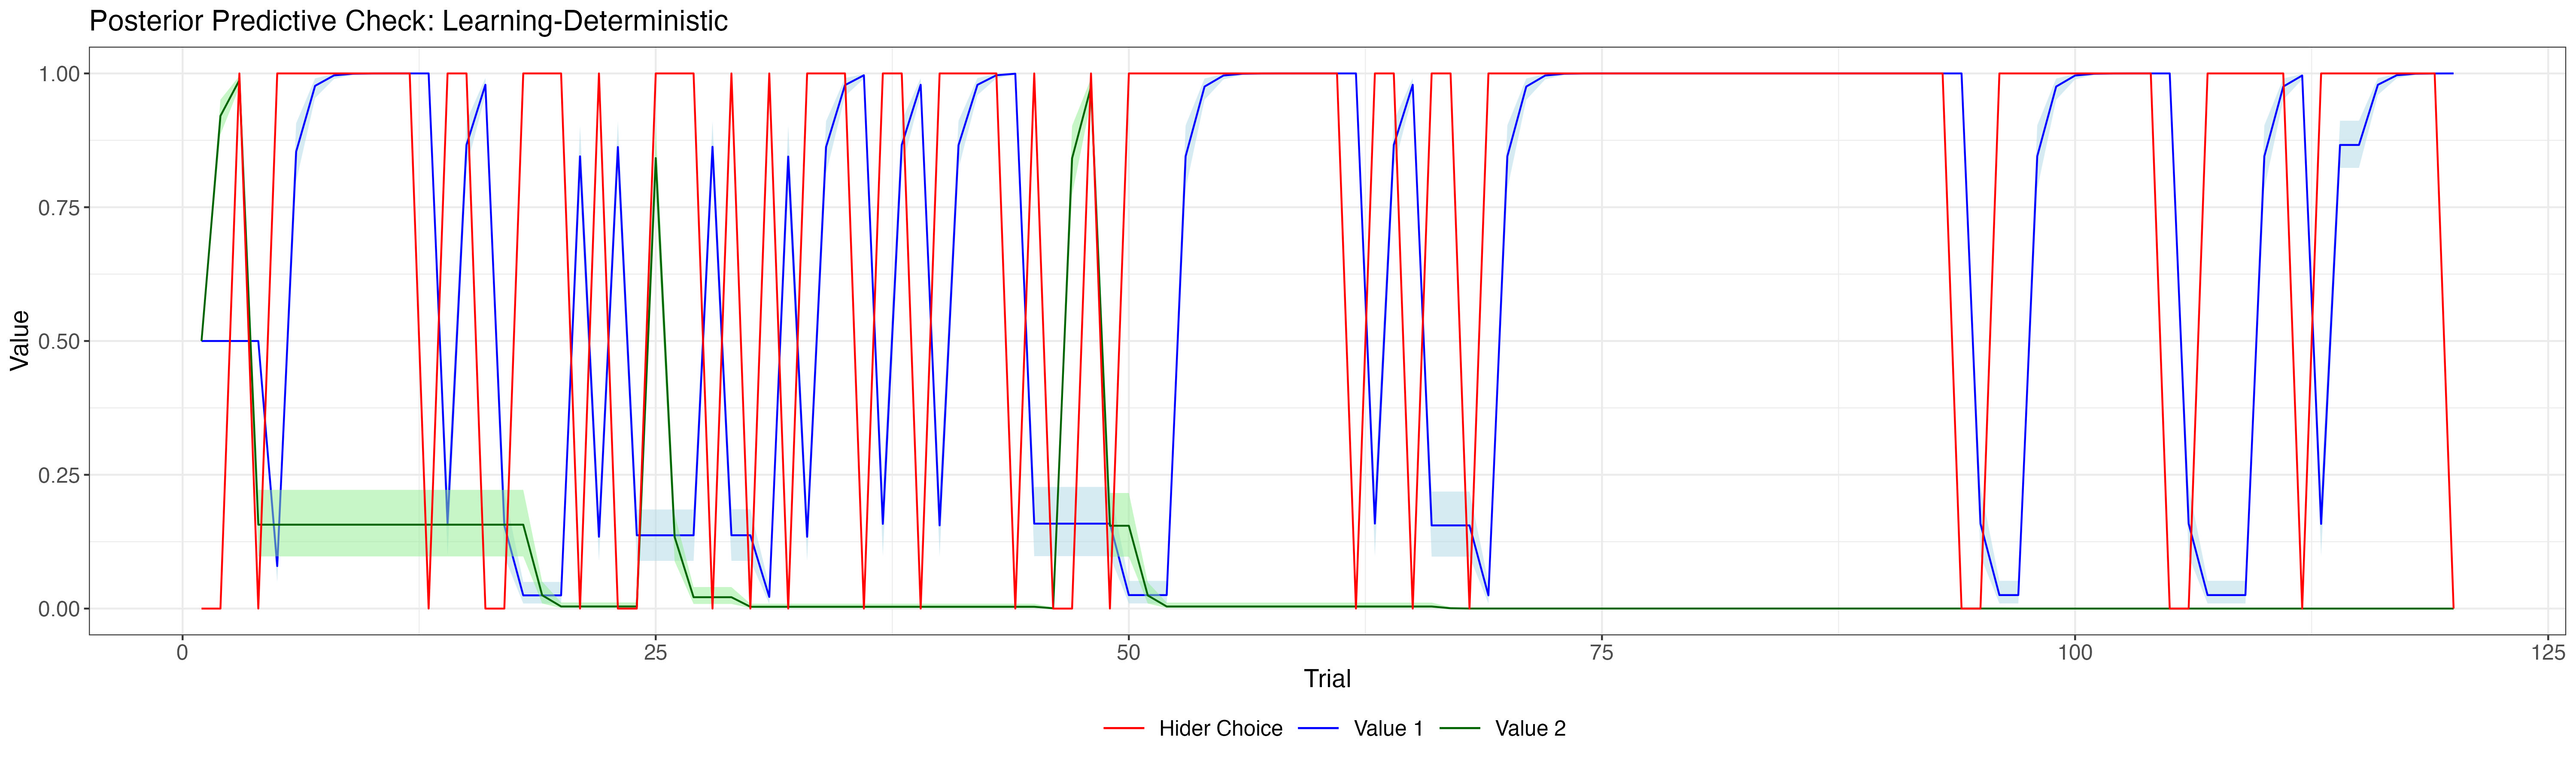 Posterior Predictive Check: Learning-Deterministic
1.00
0.75
0.50
0.25
0.00
Value
0 25 50 75 100 125
Trial
Hider Choice Value 1 Value 2